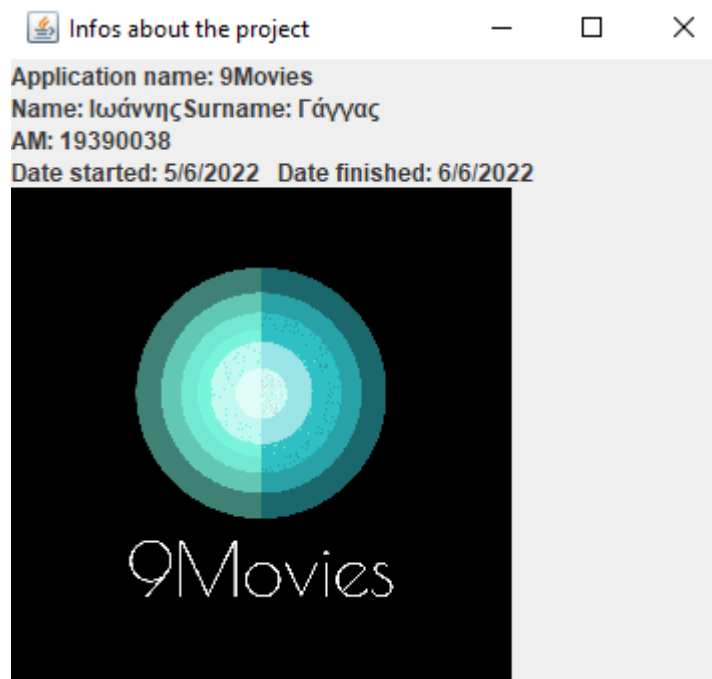 Infos about the project
Application name: 9Movies
Name: ΙωάννηςSurname: Γάγγας
AM: 19390038
Date started: 5/6/2022   Date finished: 6/6/2022
9Movies